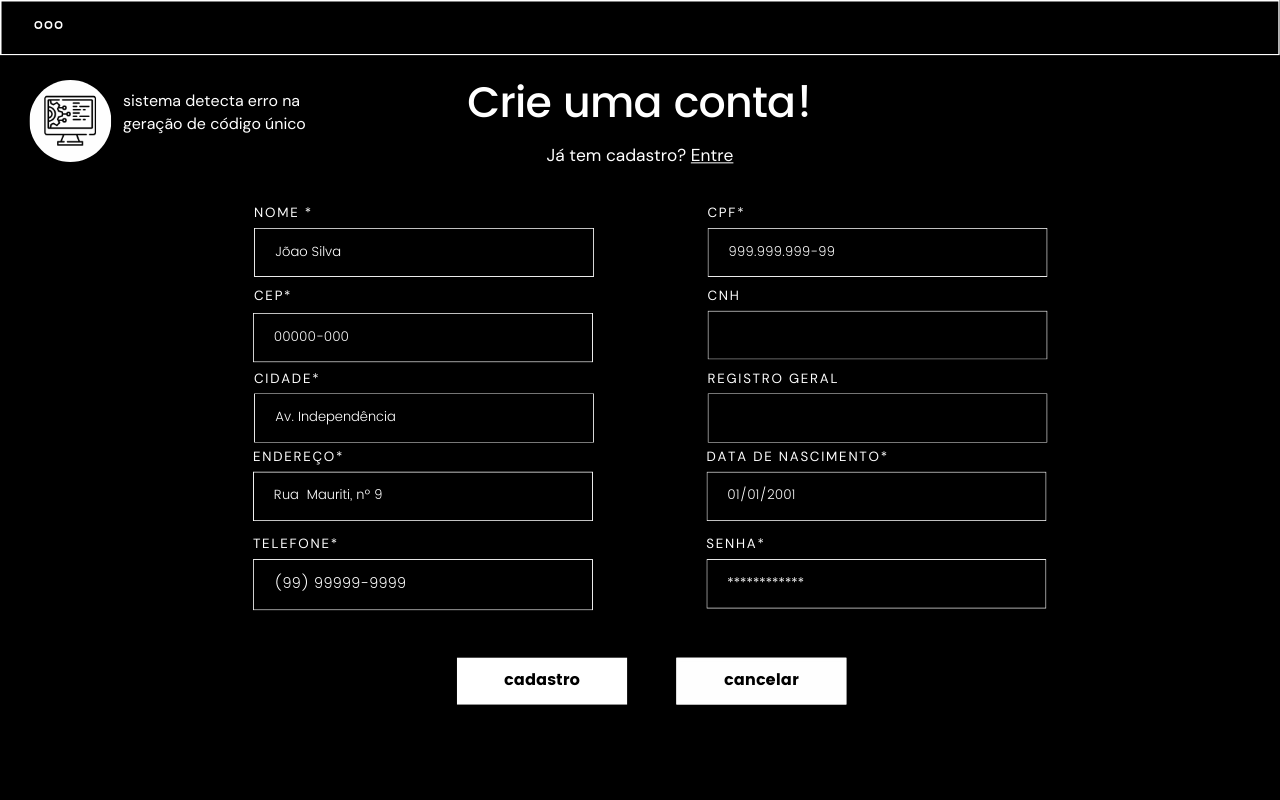 sistema detecta erro na
geração de código único
Crie uma conta!
Já tem cadastro? Entre
NOME *
Jõao Silva
CEP*
00000-000
CIDADE*
Av. Independência
ENDEREÇO*
Rua  Mauriti, n° 9
TELEFONE*
(99) 99999-9999
CPF*
999.999.999-99
CNH
REGISTRO GERAL
DATA DE NASCIMENTO*
01/01/2001
SENHA*
************
cadastro
cancelar